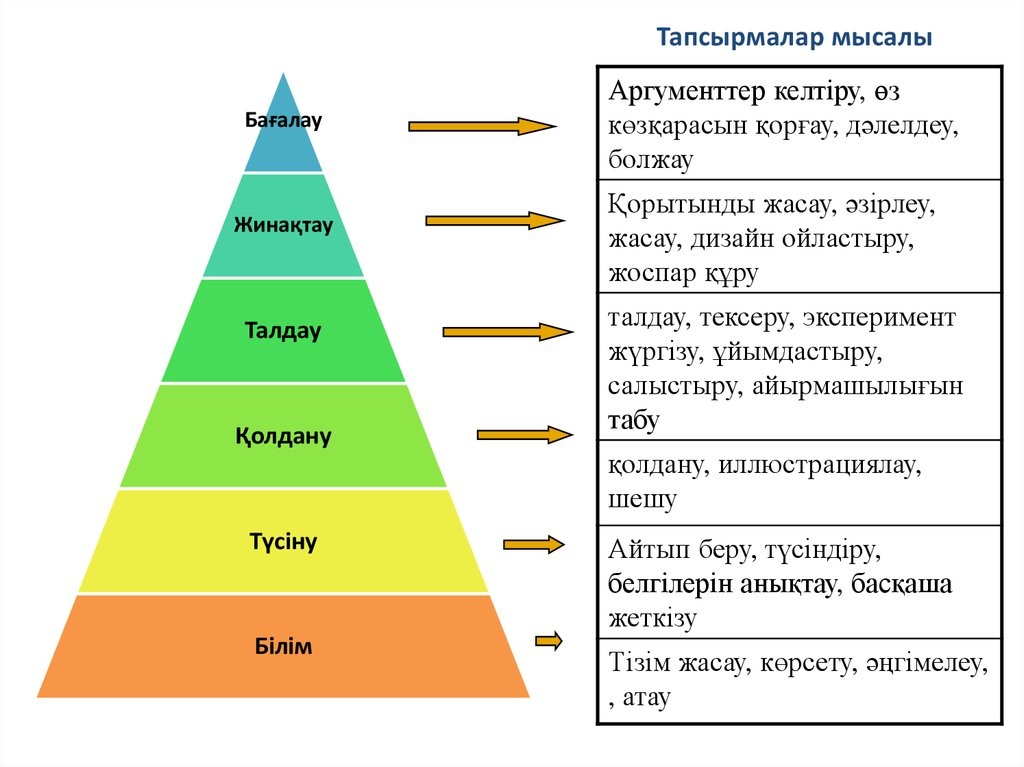 Тапсырмалар мысалы
Бағалау
Аргументтер келтіру, өз
көзқарасын қорғау, дәлелдеу,
болжау
Жинақтау
Қорытынды жасау, әзірлеу,
жасау, дизайн ойластыру,
жоспар құру
Талдау
талдау, тексеру, эксперимент
жүргізу, ұйымдастыру,
салыстыру, айырмашылығын
табу
Қолдану
қолдану, иллюстрациялау,
шешу
Түсіну
Айтып беру, түсіндіру,
белгілерін анықтау, басқаша
жеткізу
Білім
Тізім жасау, көрсету, әңгімелеу,
, атау